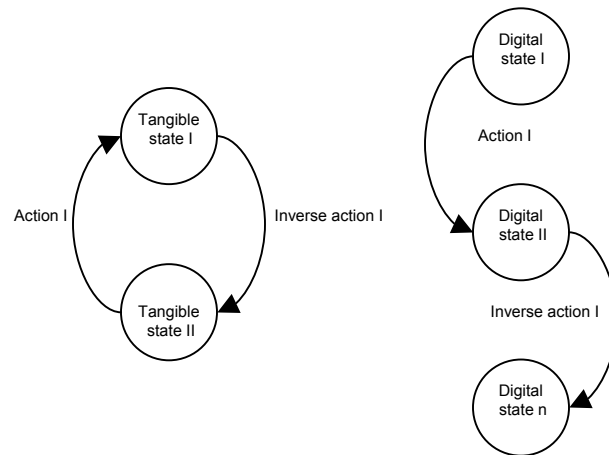 Tangible
state I
Action I
Inverse action I
Tangible
state II
Digital
state I
Action I
Digital
state II
Inverse action I
Digital
state n